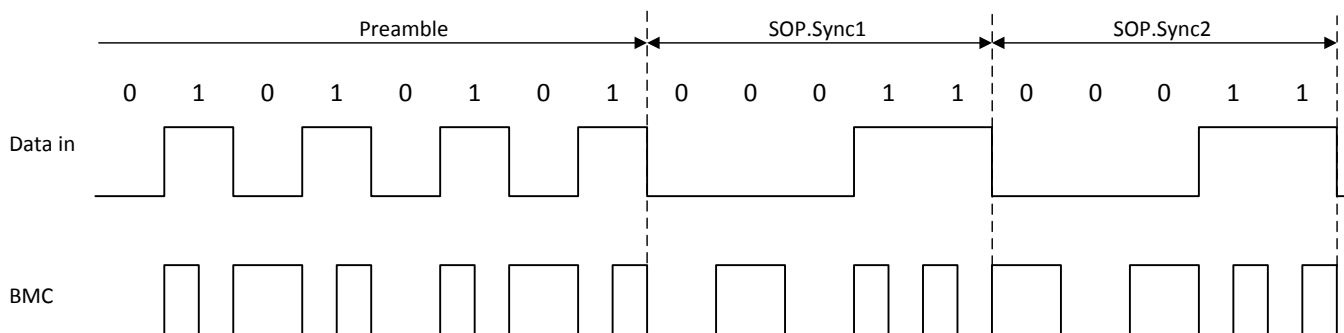 Preamble SOP.Sync1 SOP.Sync2
0 1 0 1 0 1 0 1 0 0 0 1 1 0 0 0 1 1
Data in
BMC